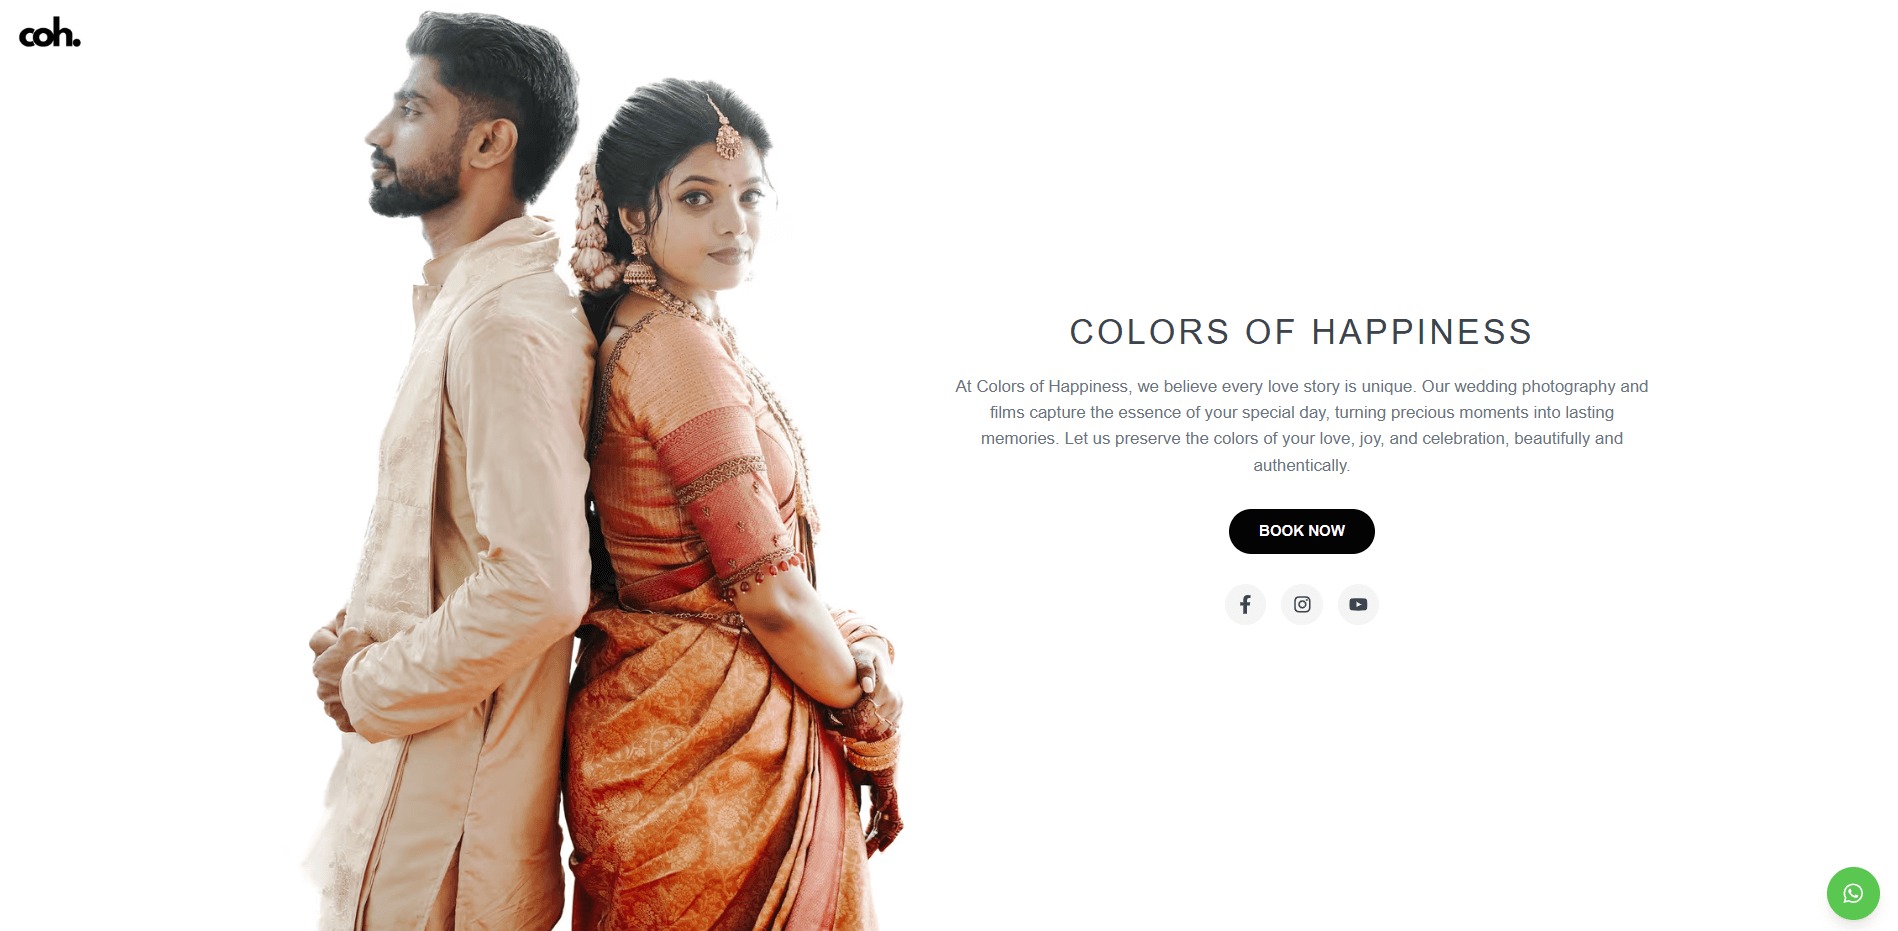 coh.
COLORS OF HAPPINESS
At Colors of Happiness, we believe every love story is unique. Our wedding photography and
films capture the essence of your special day, turning precious moments into lasting
memories. Let us preserve the colors of your love, joy, and celebration, beautifully and
authentically.
BOOK NOW